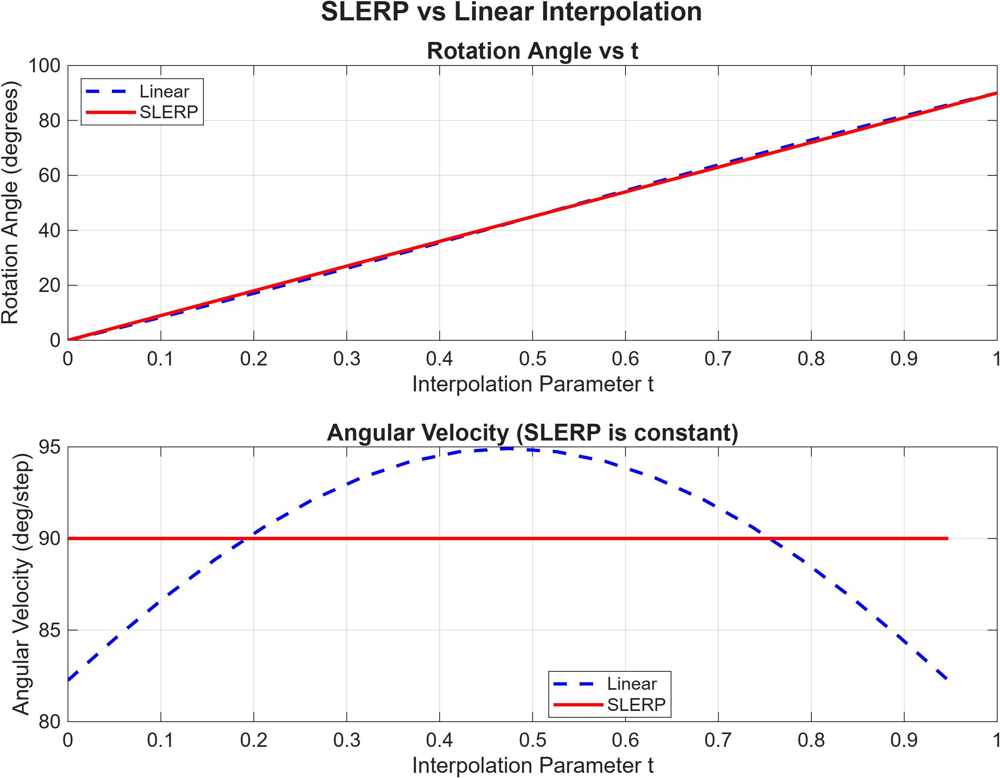 SLERP vs Linear Interpolation
Rotation Angle vs t
100
80
60
40
20
0
Rotation Angle (degrees)
Linear
SLERP
0 0.1 0.2 0.3 0.4 0.5 0.6 0.7 0.8 0.9 1
Interpolation Parameter t
Angular Velocity (SLERP is constant)
95
90
85
80
Angular Velocity (deg/step)
Linear
SLERP
0 0.1 0.2 0.3 0.4 0.5 0.6 0.7 0.8 0.9 1
Interpolation Parameter t